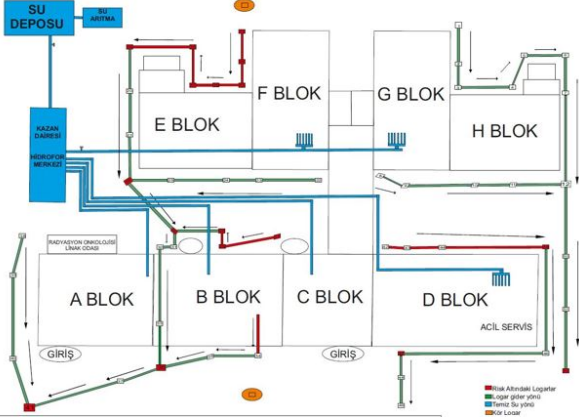 SU
DEPOSU
SU
ARITMA
KAZAN
DAİRESİ
HİDROFOR
MERKEZİ
E BLOK
F BLOK
G BLOK
H BLOK
RADYASYON ONKOLOJİSİ
LİNAK ODASI
A BLOK
B BLOK
C BLOK
D BLOK
ACİL SERVİS
GİRİŞ
GİRİŞ
Risk Altındaki Logarlar
Logar gider yönü
Temiz Su yönü
Kör Logar